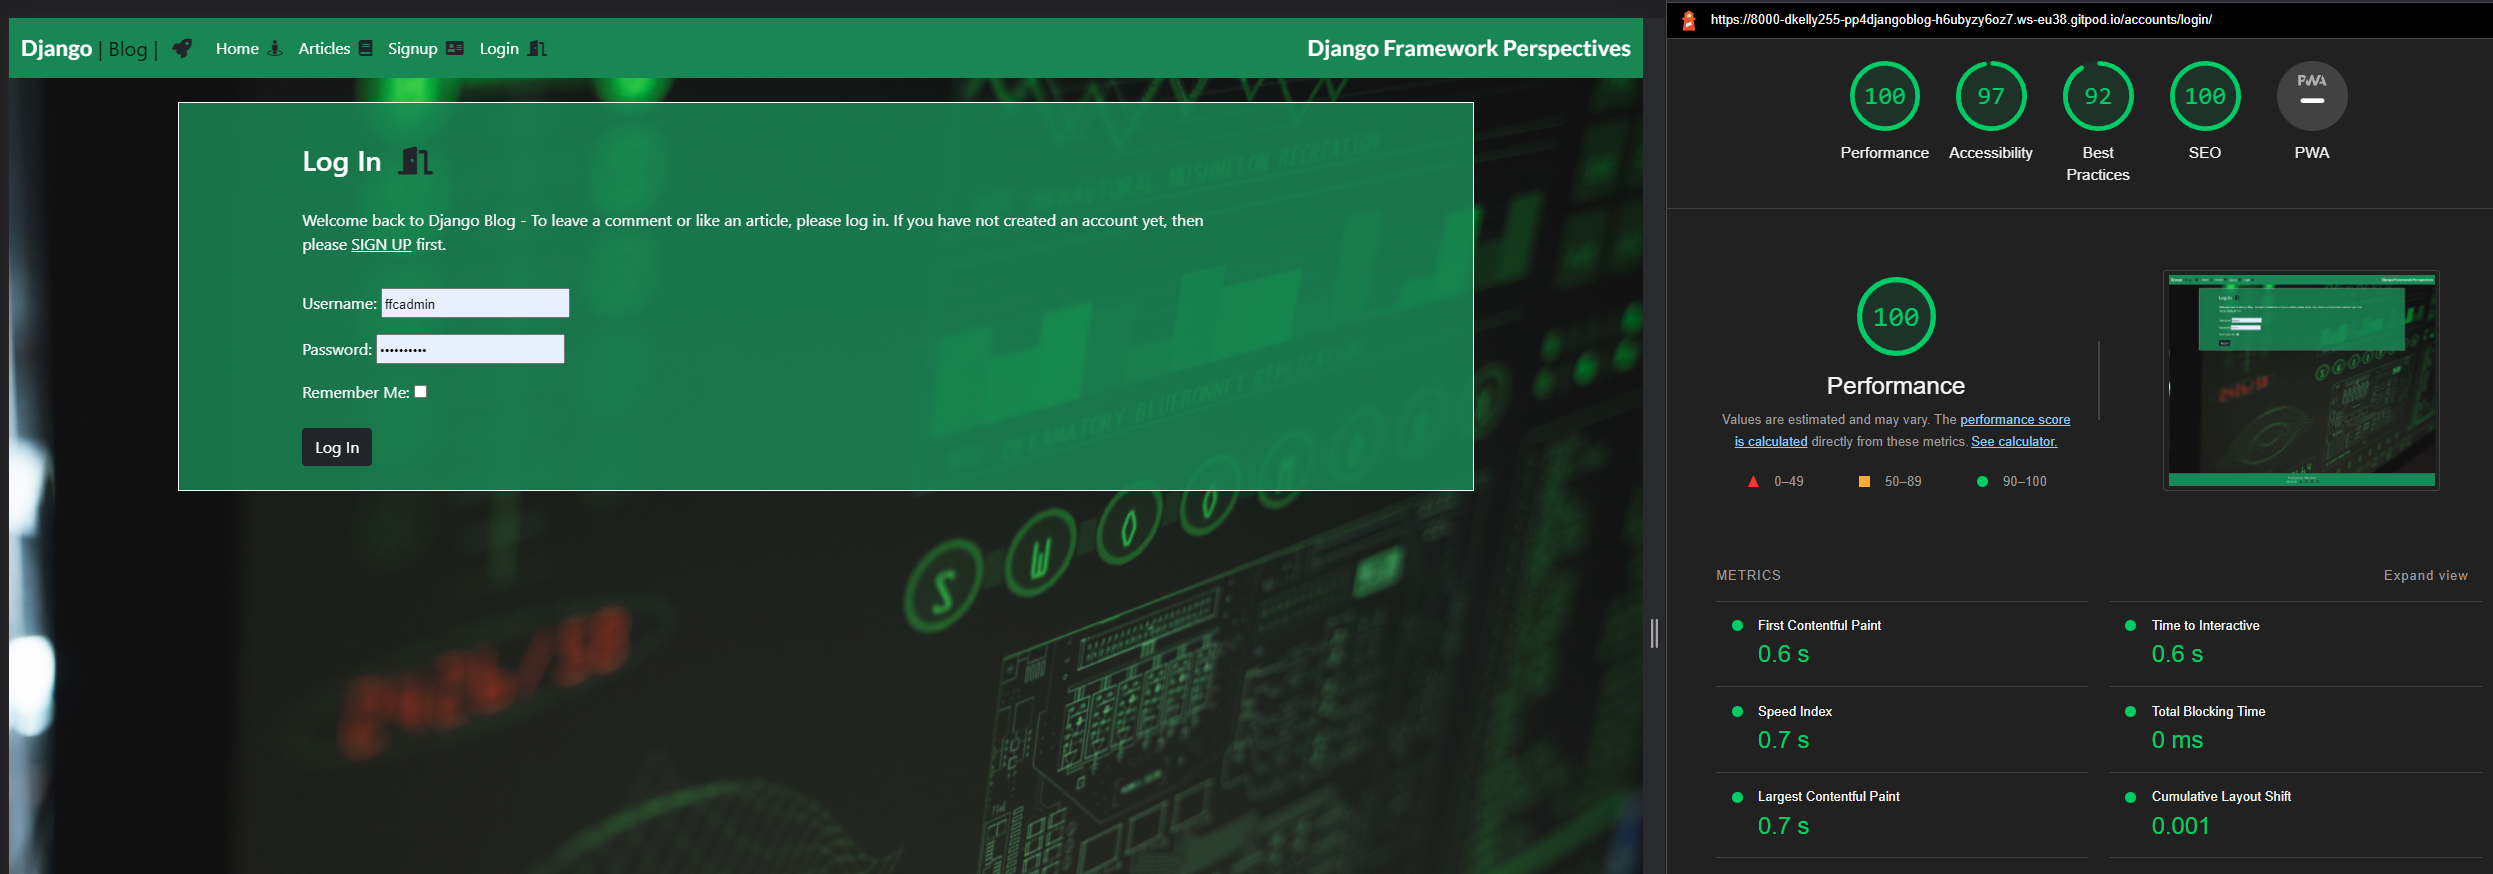 Django | Blog |
Home
Articles
Signup
Login
Django Framework Perspectives
Log In
Welcome back to Django Blog - To leave a comment or like an article, please log in. If you have not created an account yet, then
please SIGN UP first.
Username: ffcadmin
Password: ••••••••••
Remember Me:
Log In
BEHAVIORAL MUSHMELON RECREATION
DEFAMATORY BLUEBONNET REPLICATION
https://8000-dkelly255-pp4djangoblog-h6ubyzy6oz7.ws-eu38.gitpod.io/accounts/login/
100
Performance
97
Accessibility
92
Best
Practices
100
SEO
PWA
PWA
100
Performance
Values are estimated and may vary. The performance score
is calculated directly from these metrics. See calculator.
0–49
50–89
90–100
METRICS
Expand view
First Contentful Paint
0.6 s
Time to Interactive
0.6 s
Speed Index
0.7 s
Total Blocking Time
0 ms
Largest Contentful Paint
0.7 s
Cumulative Layout Shift
0.001